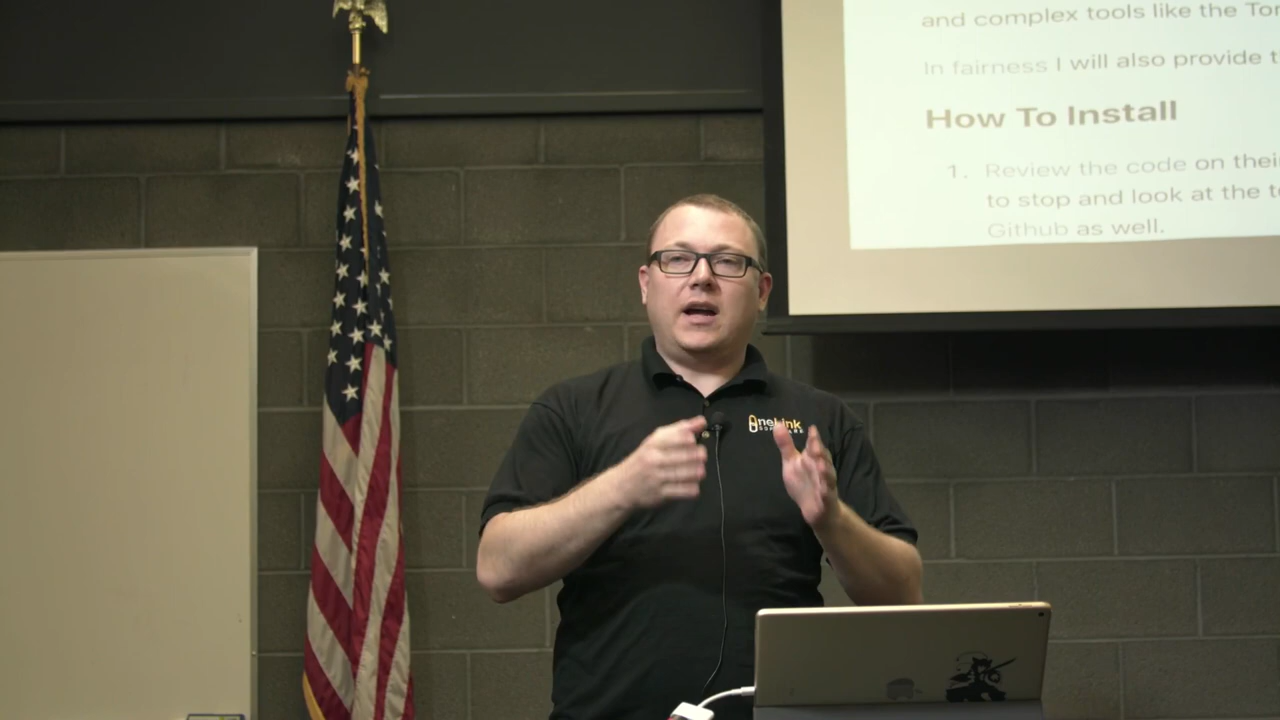 and complex tools like the Tor
In fairness I will also provide t
How To Install
1. Review the code on thei
to stop and look at the t
Github as well.
OneLink
SOFTWARE